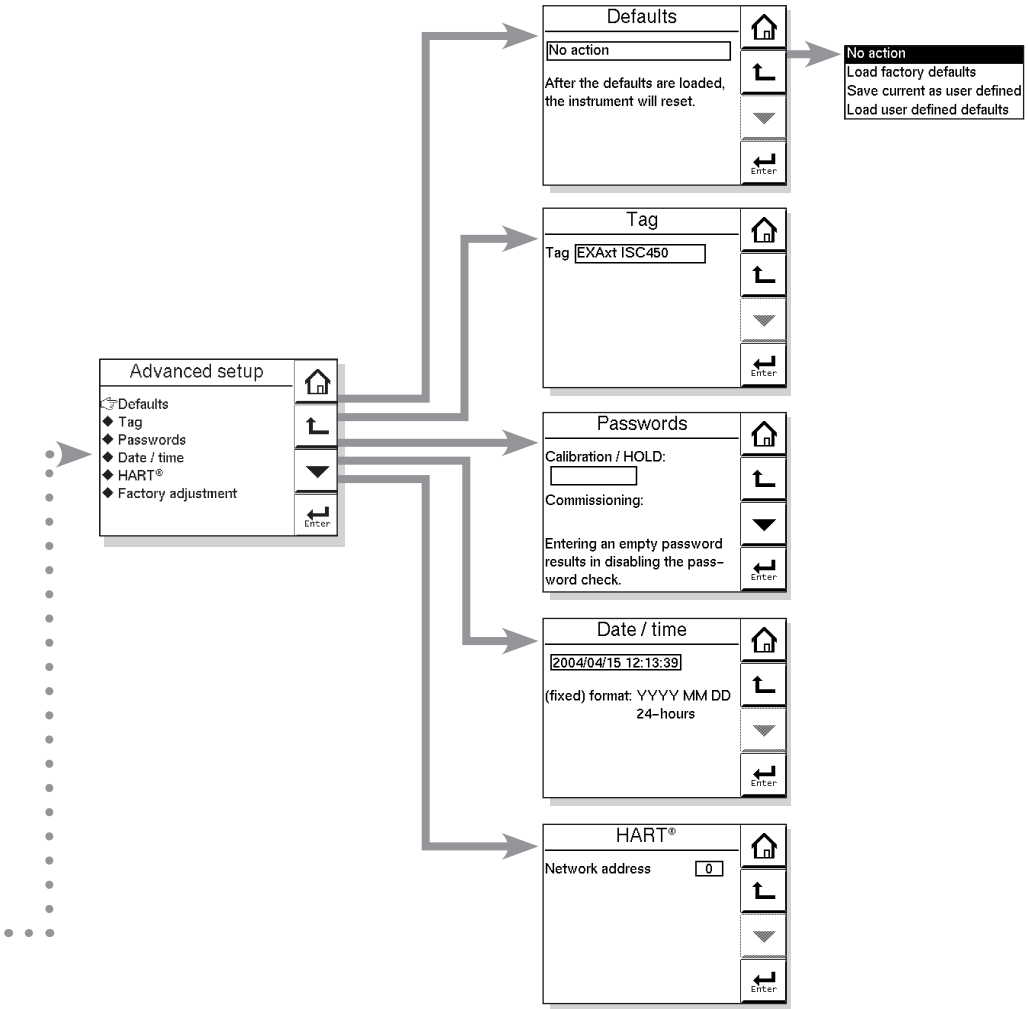 Defaults
No action
After the defaults are loaded,
the instrument will reset.
Enter
No action
Load factory defaults
Save current as user defined
Load user defined defaults
Tag
Tag EXAxt ISC450
Enter
Advanced setup
Defaults
Tag
Passwords
Date / time
HART®
Factory adjustment
Enter
Passwords
Calibration / HOLD:
Commissioning:
Entering an empty password
results in disabling the pass-
word check.
Enter
Date / time
2004/04/15 12:13:39
(fixed) format: YYYY MM DD
24-hours
Enter
HART®
Network address 0
Enter